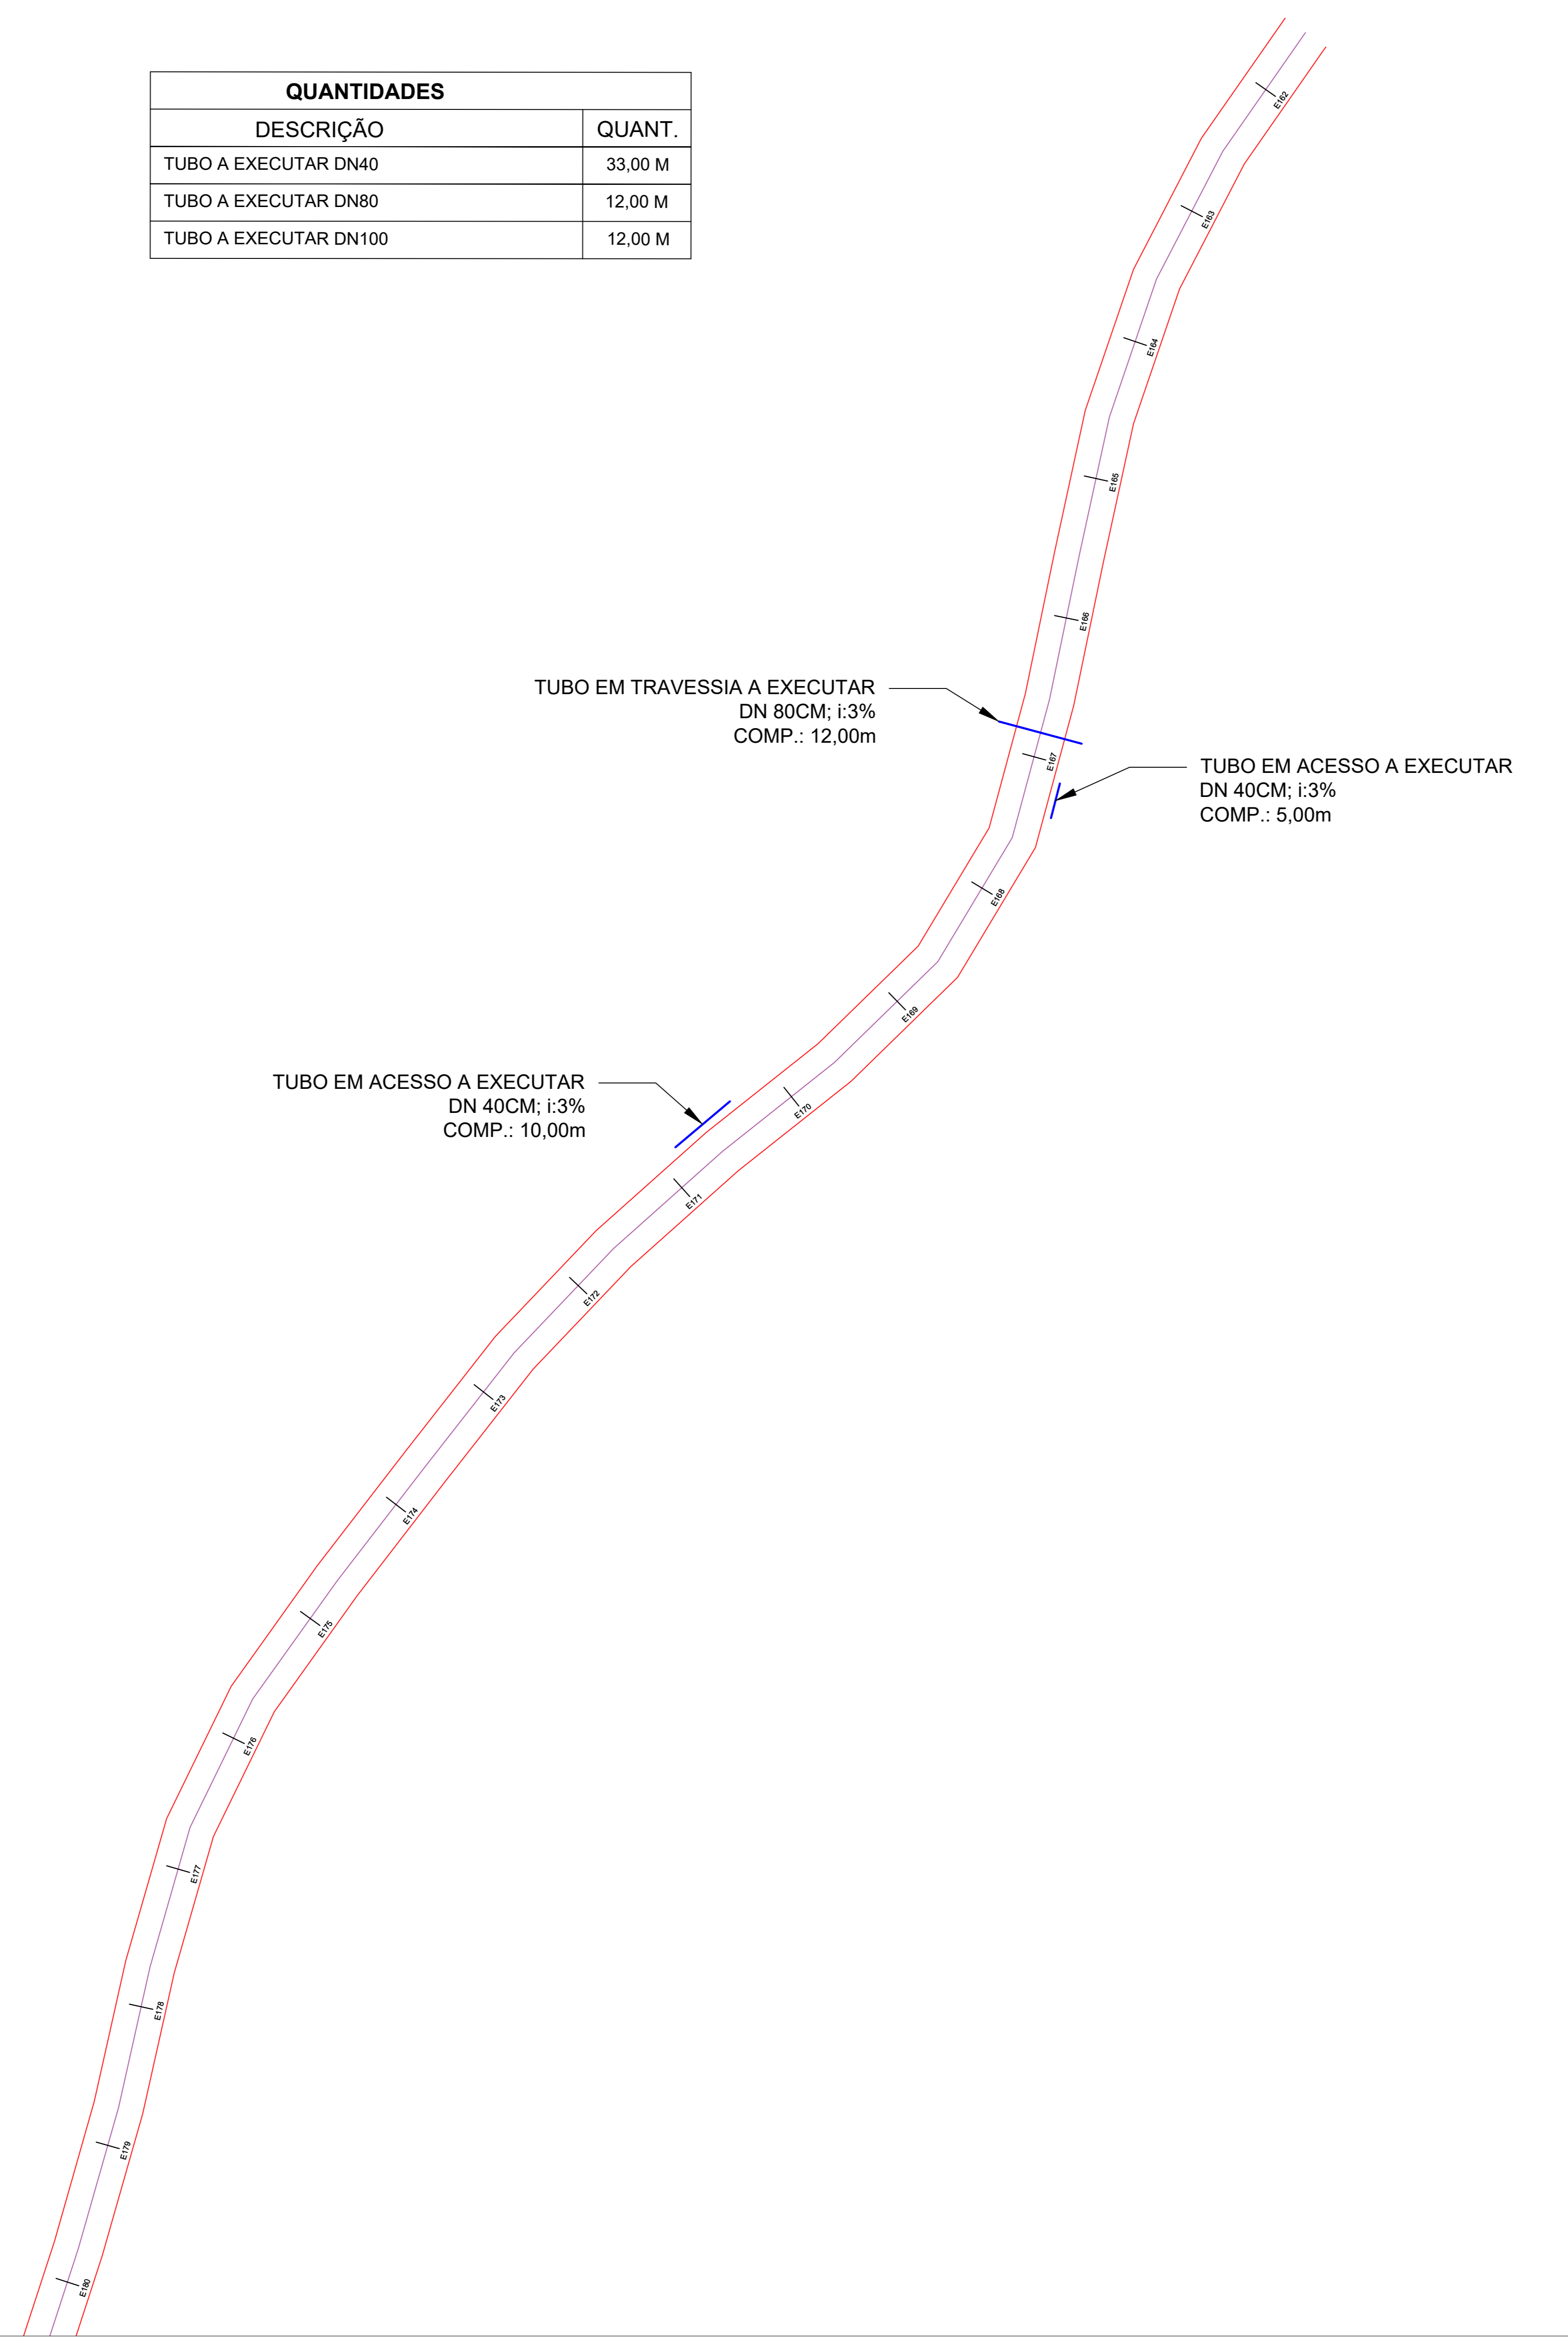 QUANTIDADES
DESCRIÇÃO QUANT.
TUBO A EXECUTAR DN40 33,00 M
TUBO A EXECUTAR DN80 12,00 M
TUBO A EXECUTAR DN100 12,00 M
E162
E163
E164
E165
E166
TUBO EM TRAVESSIA A EXECUTAR
DN 80CM; i:3%
COMP.: 12,00m
E167
TUBO EM ACESSO A EXECUTAR
DN 40CM; i:3%
COMP.: 5,00m
E168
E169
TUBO EM ACESSO A EXECUTAR
DN 40CM; i:3%
COMP.: 10,00m
E170
E171
E172
E173
E174
E175
E176
E177
E178
E179
E180